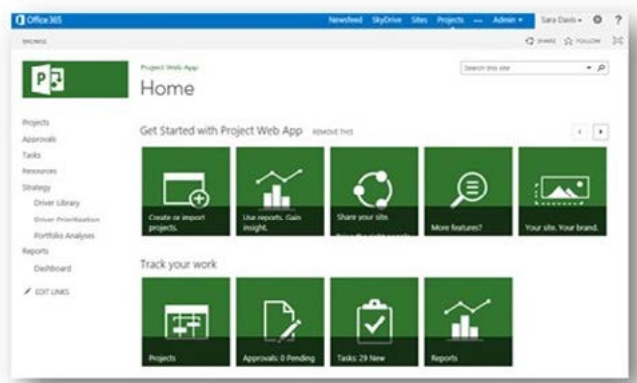 Office 365
Newsfeed SkyDrive Sites Projects ••• Admin Sara Davis ?
BROWSE
SHARE FOLLOW
P
Project Web App
Home
Search this site
Projects
Approvals
Tasks
Resources
Strategy
Driver Library
Driver Prioritization
Portfolio Analyses
Reports
Dashboard
EDIT LINKS
Get Started with Project Web App REMOVE THIS
Create or import
projects.
Use reports. Gain
insight.
Share your site.
More features?
Your site. Your brand.
Track your work
Projects
Approvals: 0 Pending
Tasks: 29 New
Reports